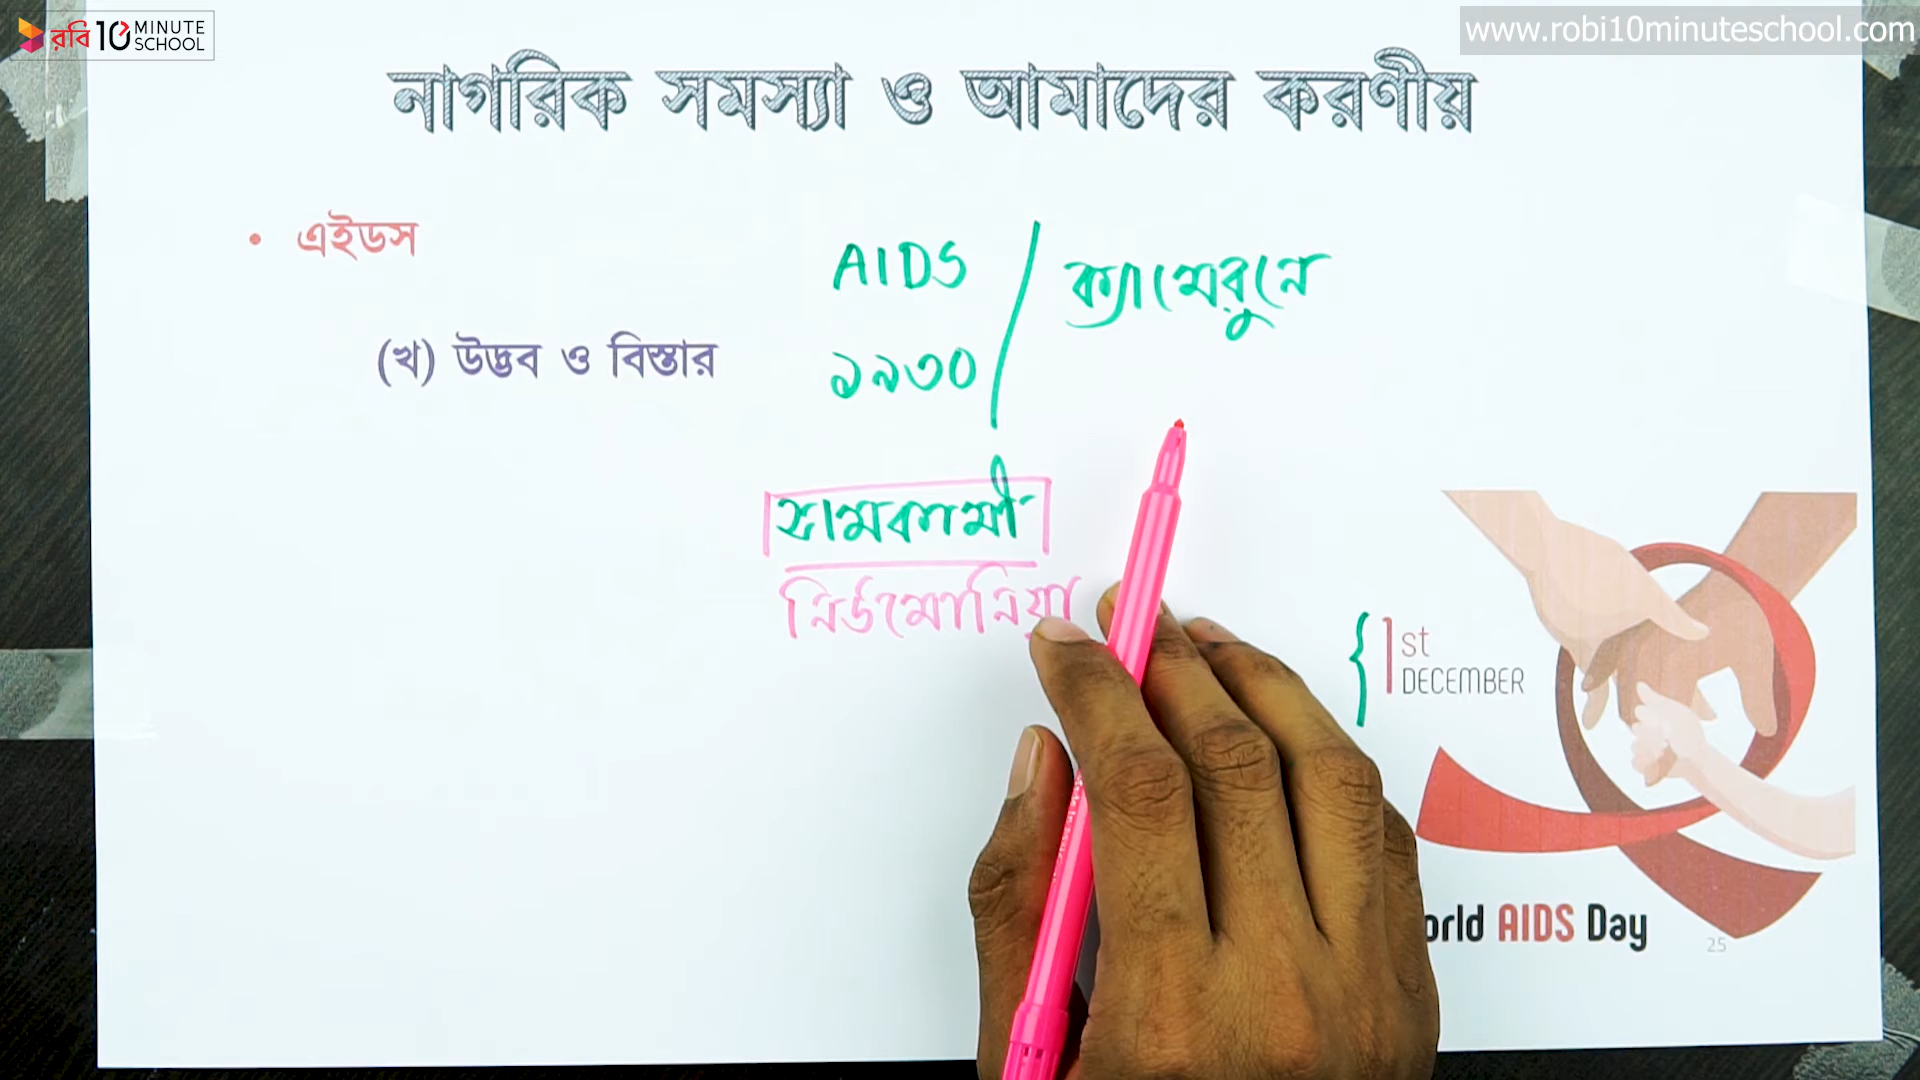 রবি 10 MINUTE SCHOOL
www.robi10minuteschool.com
নাগরিক সমস্যা ও আমাদের করণীয়
• এইডস
AIDS / ক্যামেরুনে
(খ) উদ্ভব ও বিস্তার
১৯৩০
সামকামী
নিউমোনিয়া
{ 1st
DECEMBER
orld AIDS Day
25